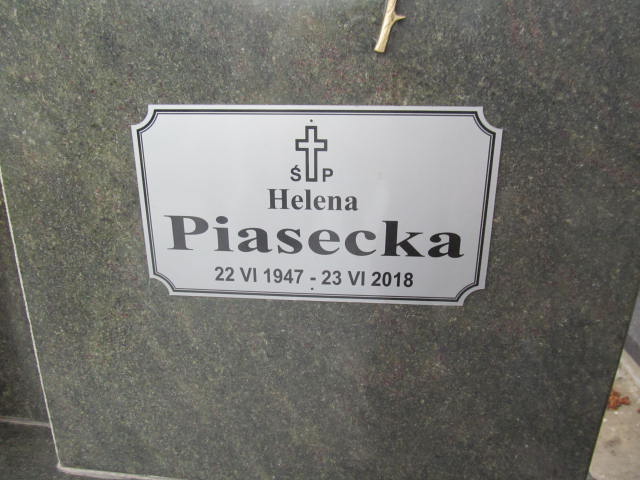 Ś P
Helena
Piasecka
22 VI 1947 - 23 VI 2018